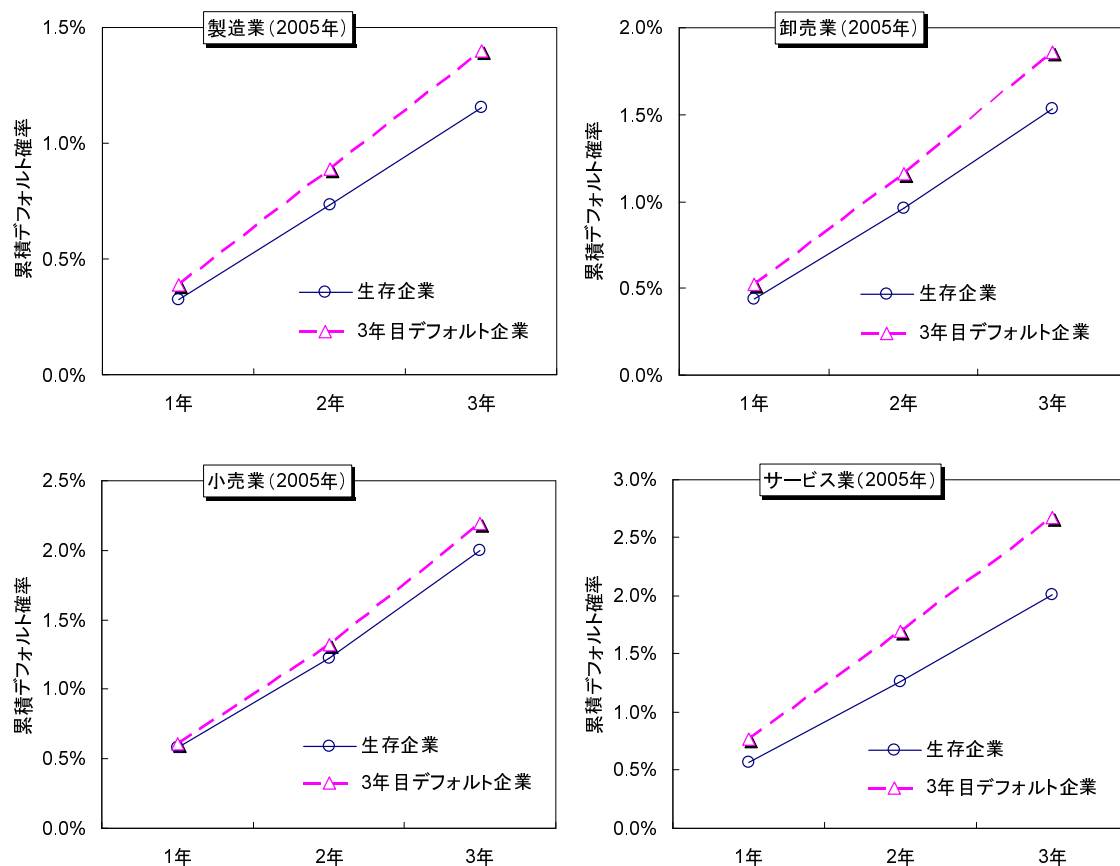 製造業(2005年)
1.5%
1.0%
0.5%
0.0%
累積デフォルト確率
生存企業
3年目デフォルト企業
1年
2年
3年
卸売業(2005年)
2.0%
1.5%
1.0%
0.5%
0.0%
累積デフォルト確率
生存企業
3年目デフォルト企業
1年
2年
3年
小売業(2005年)
2.5%
2.0%
1.5%
1.0%
0.5%
0.0%
累積デフォルト確率
生存企業
3年目デフォルト企業
1年
2年
3年
サービス業(2005年)
3.0%
2.5%
2.0%
1.5%
1.0%
0.5%
0.0%
累積デフォルト確率
生存企業
3年目デフォルト企業
1年
2年
3年